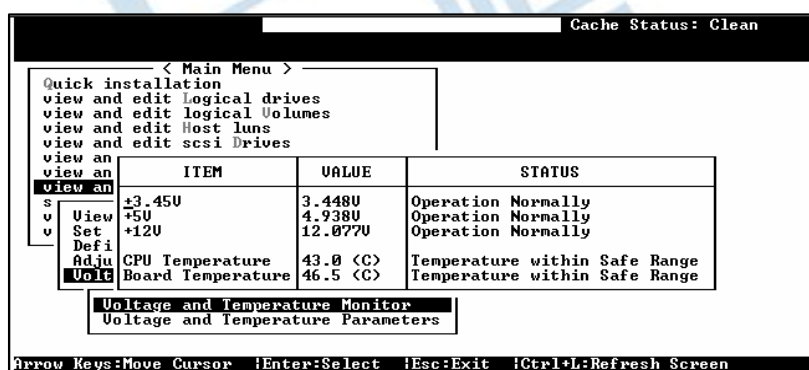 Cache Status: Clean
< Main Menu >
Quick installation
view and edit Logical drives
view and edit logical Volumes
view and edit Host luns
view and edit scsi Drives
view an
view an
view an
s
v
v
ITEM VALUE STATUS
+3.45V 3.448V Operation Normally
+5V 4.938V Operation Normally
+12V 12.077V Operation Normally
CPU Temperature 43.0 (C) Temperature within Safe Range
Board Temperature 46.5 (C) Temperature within Safe Range
View
Set
Defi
Adju
Volt
Voltage and Temperature Monitor
Voltage and Temperature Parameters
Arrow Keys:Move Cursor |Enter:Select |Esc:Exit |Ctrl+L:Refresh Screen